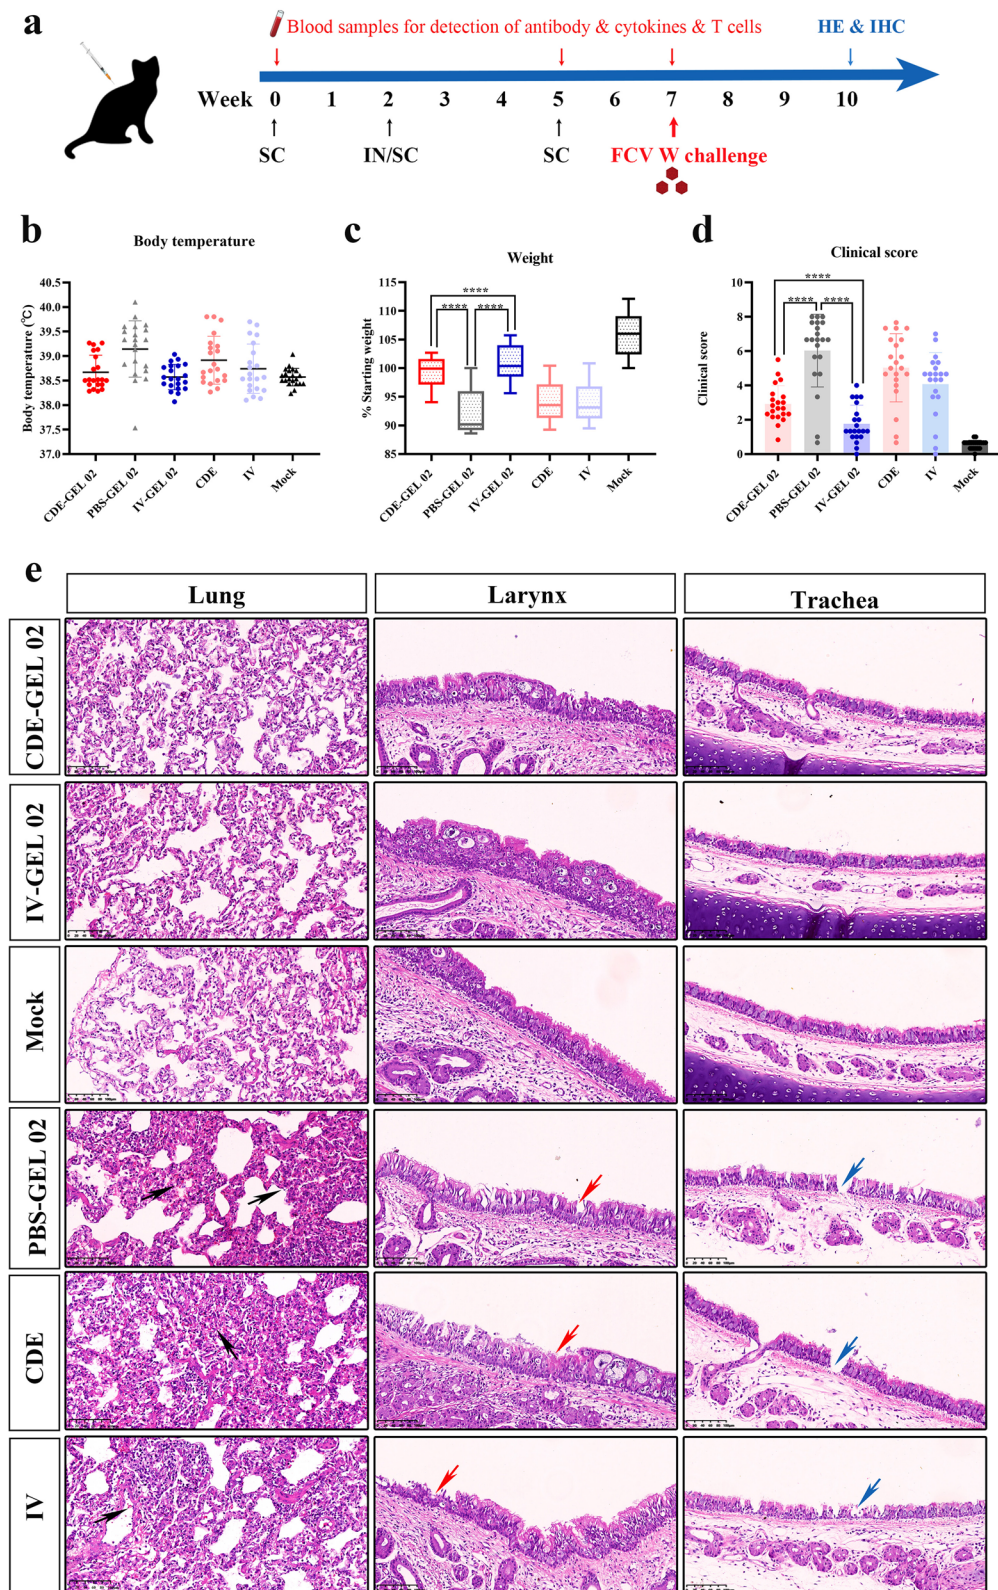 a
Blood samples for detection of antibody & cytokines & T cells
HE & IHC
Week 0 1 2 3 4 5 6 7 8 9 10
SC IN/SC SC FCV W challenge
b
Body temperature
Body temperature (°C)
40.5
40.0
39.5
39.0
38.5
38.0
37.5
37.0
CDE-GEL 02
PBS-GEL 02
IV-GEL 02
CDE
IV
Mock
c
Weight
% Starting weight
115
110
105
100
95
90
85
****
**** ****
CDE-GEL 02
PBS-GEL 02
IV-GEL 02
CDE
IV
Mock
d
Clinical score
Clinical score
10
8
6
4
2
0
****
**** ****
CDE-GEL 02
PBS-GEL 02
IV-GEL 02
CDE
IV
Mock
e
Lung Larynx Trachea
CDE-GEL 02
IV-GEL 02
Mock
PBS-GEL 02
CDE
IV